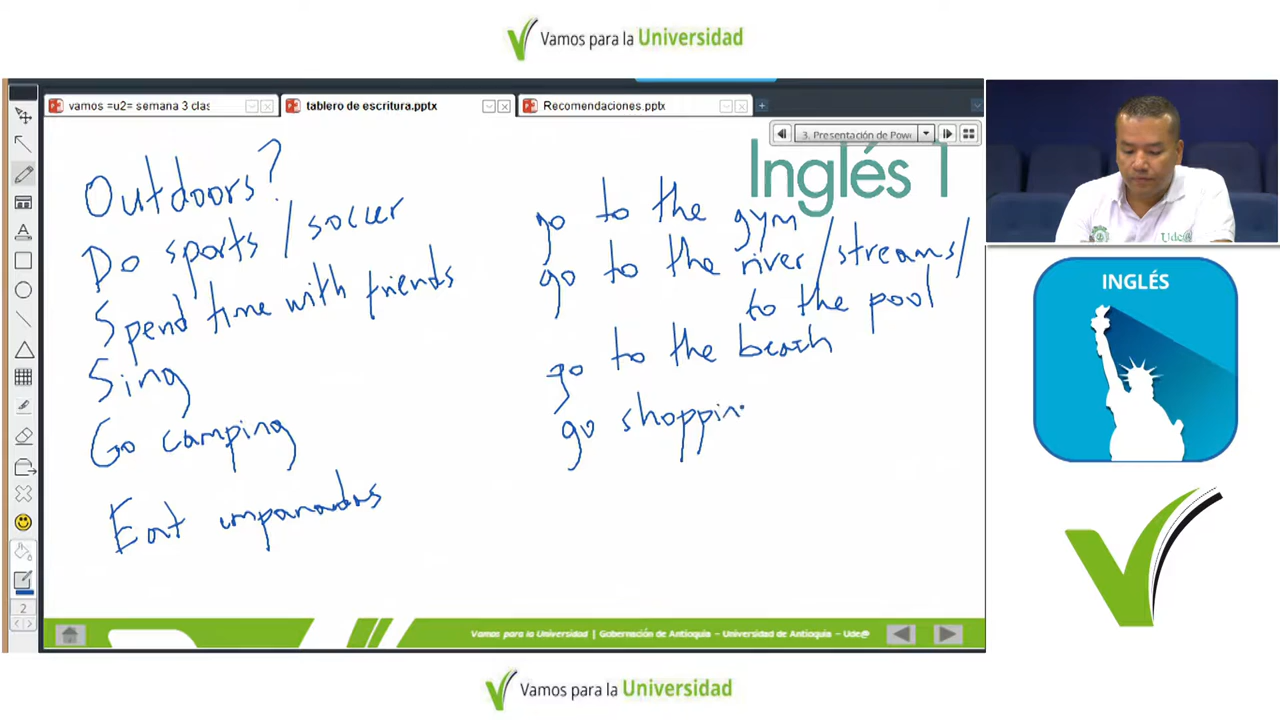 Vamos para la Universidad
vamos =u2= semana 3 clas
tablero de escritura.pptx
Recomendaciones.pptx
3. Presentación de Powe
Inglés 1
Outdoors?
Do sports / soccer
Spend time with friends
Sing
Go camping
Eat empanadas
go to the gym
go to the river/streams/
to the pool
go to the beach
go shoppin
Ude@
INGLÉS
2
Vamos para la Universidad | Gobernación de Antioquia – Universidad de Antioquia – Ude@
Vamos para la Universidad